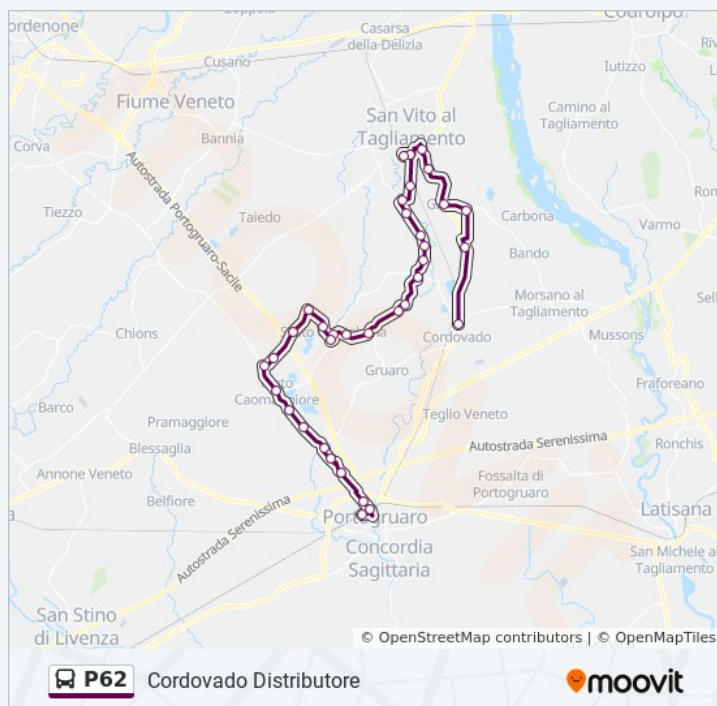 Codroipo
Pordenone
Casarsa
della Delizia
Cusano
Iutizzo
Fiume Veneto
San Vito al
Tagliamento
Camino al
Tagliamento
Corva
Bannia
Autostrada Portogruaro-Sacile
Tiezzo
Taiedo
Carbona
Varmo
Bando
Morsano al
Tagliamento
Chions
Cordovado
Mussons
Gruaro
Fraforeano
Barco
Pramaggiore
Teglio Veneto
Blessaglia
Autostrada Serenissima
Ronchis
Annone Veneto
Fossalta di
Portogruaro
Belfiore
Latisana
Portogruaro
Autostrada Serenissima
Concordia
Sagittaria
San Michele al
Tagliamento
San Stino
di Livenza
© OpenStreetMap contributors | © OpenMapTiles
P62 Cordovado Distributore
moovit